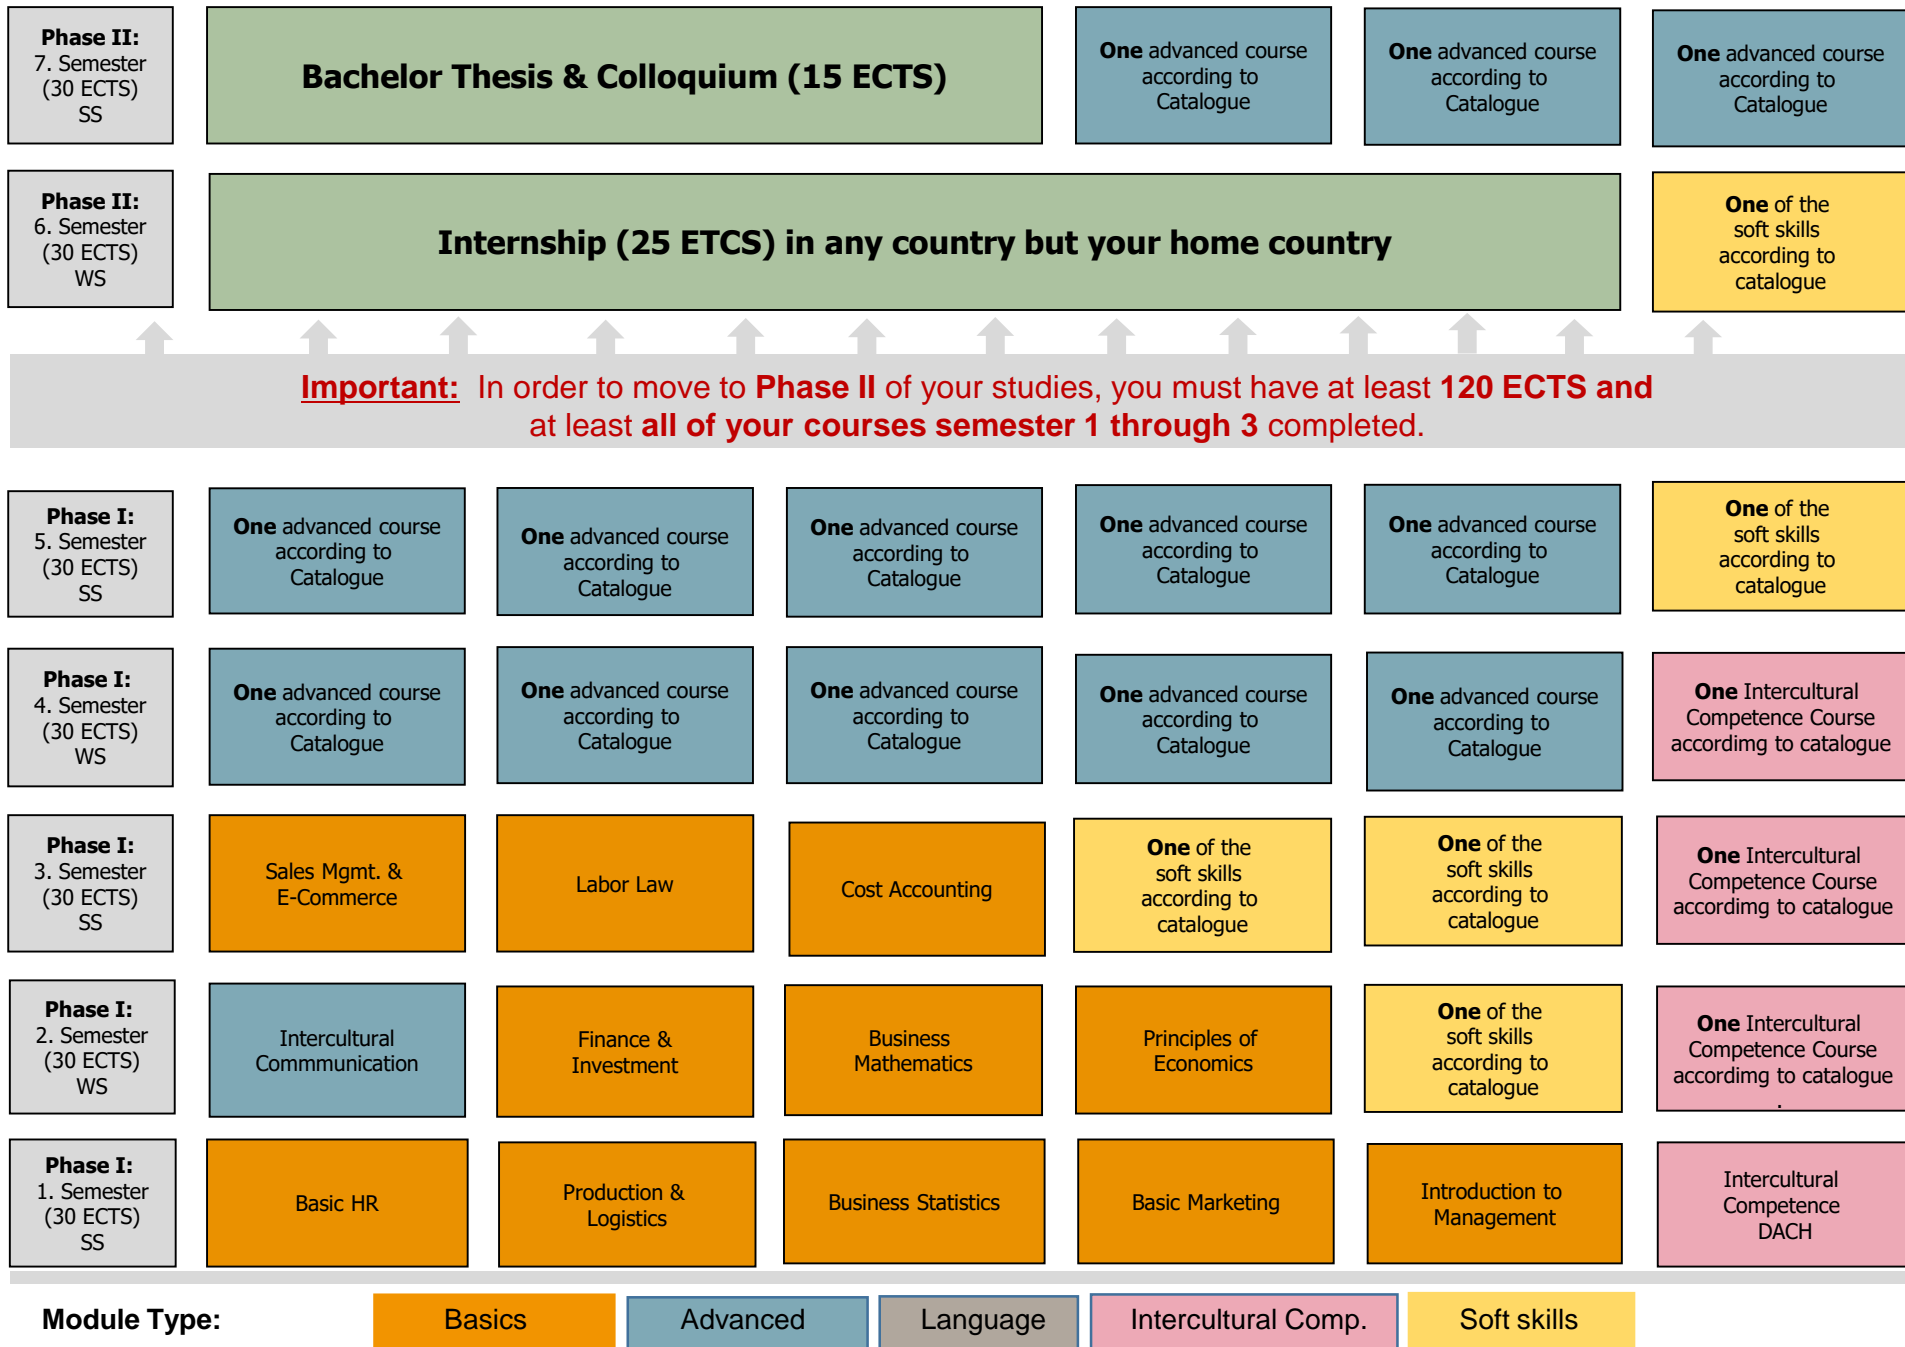 Phase II:
7. Semester
(30 ECTS)
SS
Bachelor Thesis & Colloquium (15 ECTS)
One advanced course
according to
Catalogue
One advanced course
according to
Catalogue
One advanced course
according to
Catalogue
Phase II:
6. Semester
(30 ECTS)
WS
Internship (25 ETCS) in any country but your home country
One of the
soft skills
according to
catalogue
Important: In order to move to Phase II of your studies, you must have at least 120 ECTS and
at least all of your courses semester 1 through 3 completed.
Phase I:
5. Semester
(30 ECTS)
SS
One advanced course
according to
Catalogue
One advanced course
according to
Catalogue
One advanced course
according to
Catalogue
One advanced course
according to
Catalogue
One advanced course
according to
Catalogue
One of the
soft skills
according to
catalogue
Phase I:
4. Semester
(30 ECTS)
WS
One advanced course
according to
Catalogue
One advanced course
according to
Catalogue
One advanced course
according to
Catalogue
One advanced course
according to
Catalogue
One advanced course
according to
Catalogue
One Intercultural
Competence Course
accordimg to catalogue
Phase I:
3. Semester
(30 ECTS)
SS
Sales Mgmt. &
E-Commerce
Labor Law
Cost Accounting
One of the
soft skills
according to
catalogue
One of the
soft skills
according to
catalogue
One Intercultural
Competence Course
accordimg to catalogue
Phase I:
2. Semester
(30 ECTS)
WS
Intercultural
Commmunication
Finance &
Investment
Business
Mathematics
Principles of
Economics
One of the
soft skills
according to
catalogue
One Intercultural
Competence Course
accordimg to catalogue
.
Phase I:
1. Semester
(30 ECTS)
SS
Basic HR
Production &
Logistics
Business Statistics
Basic Marketing
Introduction to
Management
Intercultural
Competence
DACH
Module Type:
Basics
Advanced
Language
Intercultural Comp.
Soft skills